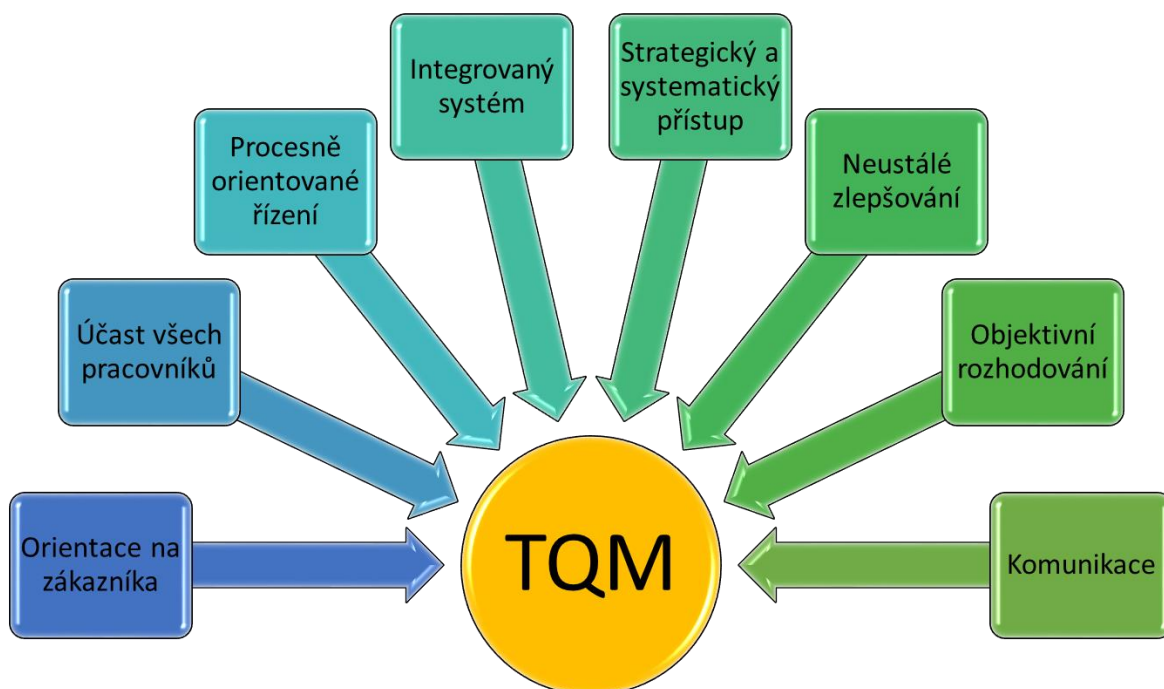 Orientace na
zákazníka
Účast všech
pracovníků
Procesně
orientované
řízení
Integrovaný
systém
Strategický a
systematický
přístup
Neustálé
zlepšování
Objektivní
rozhodování
Komunikace
TQM